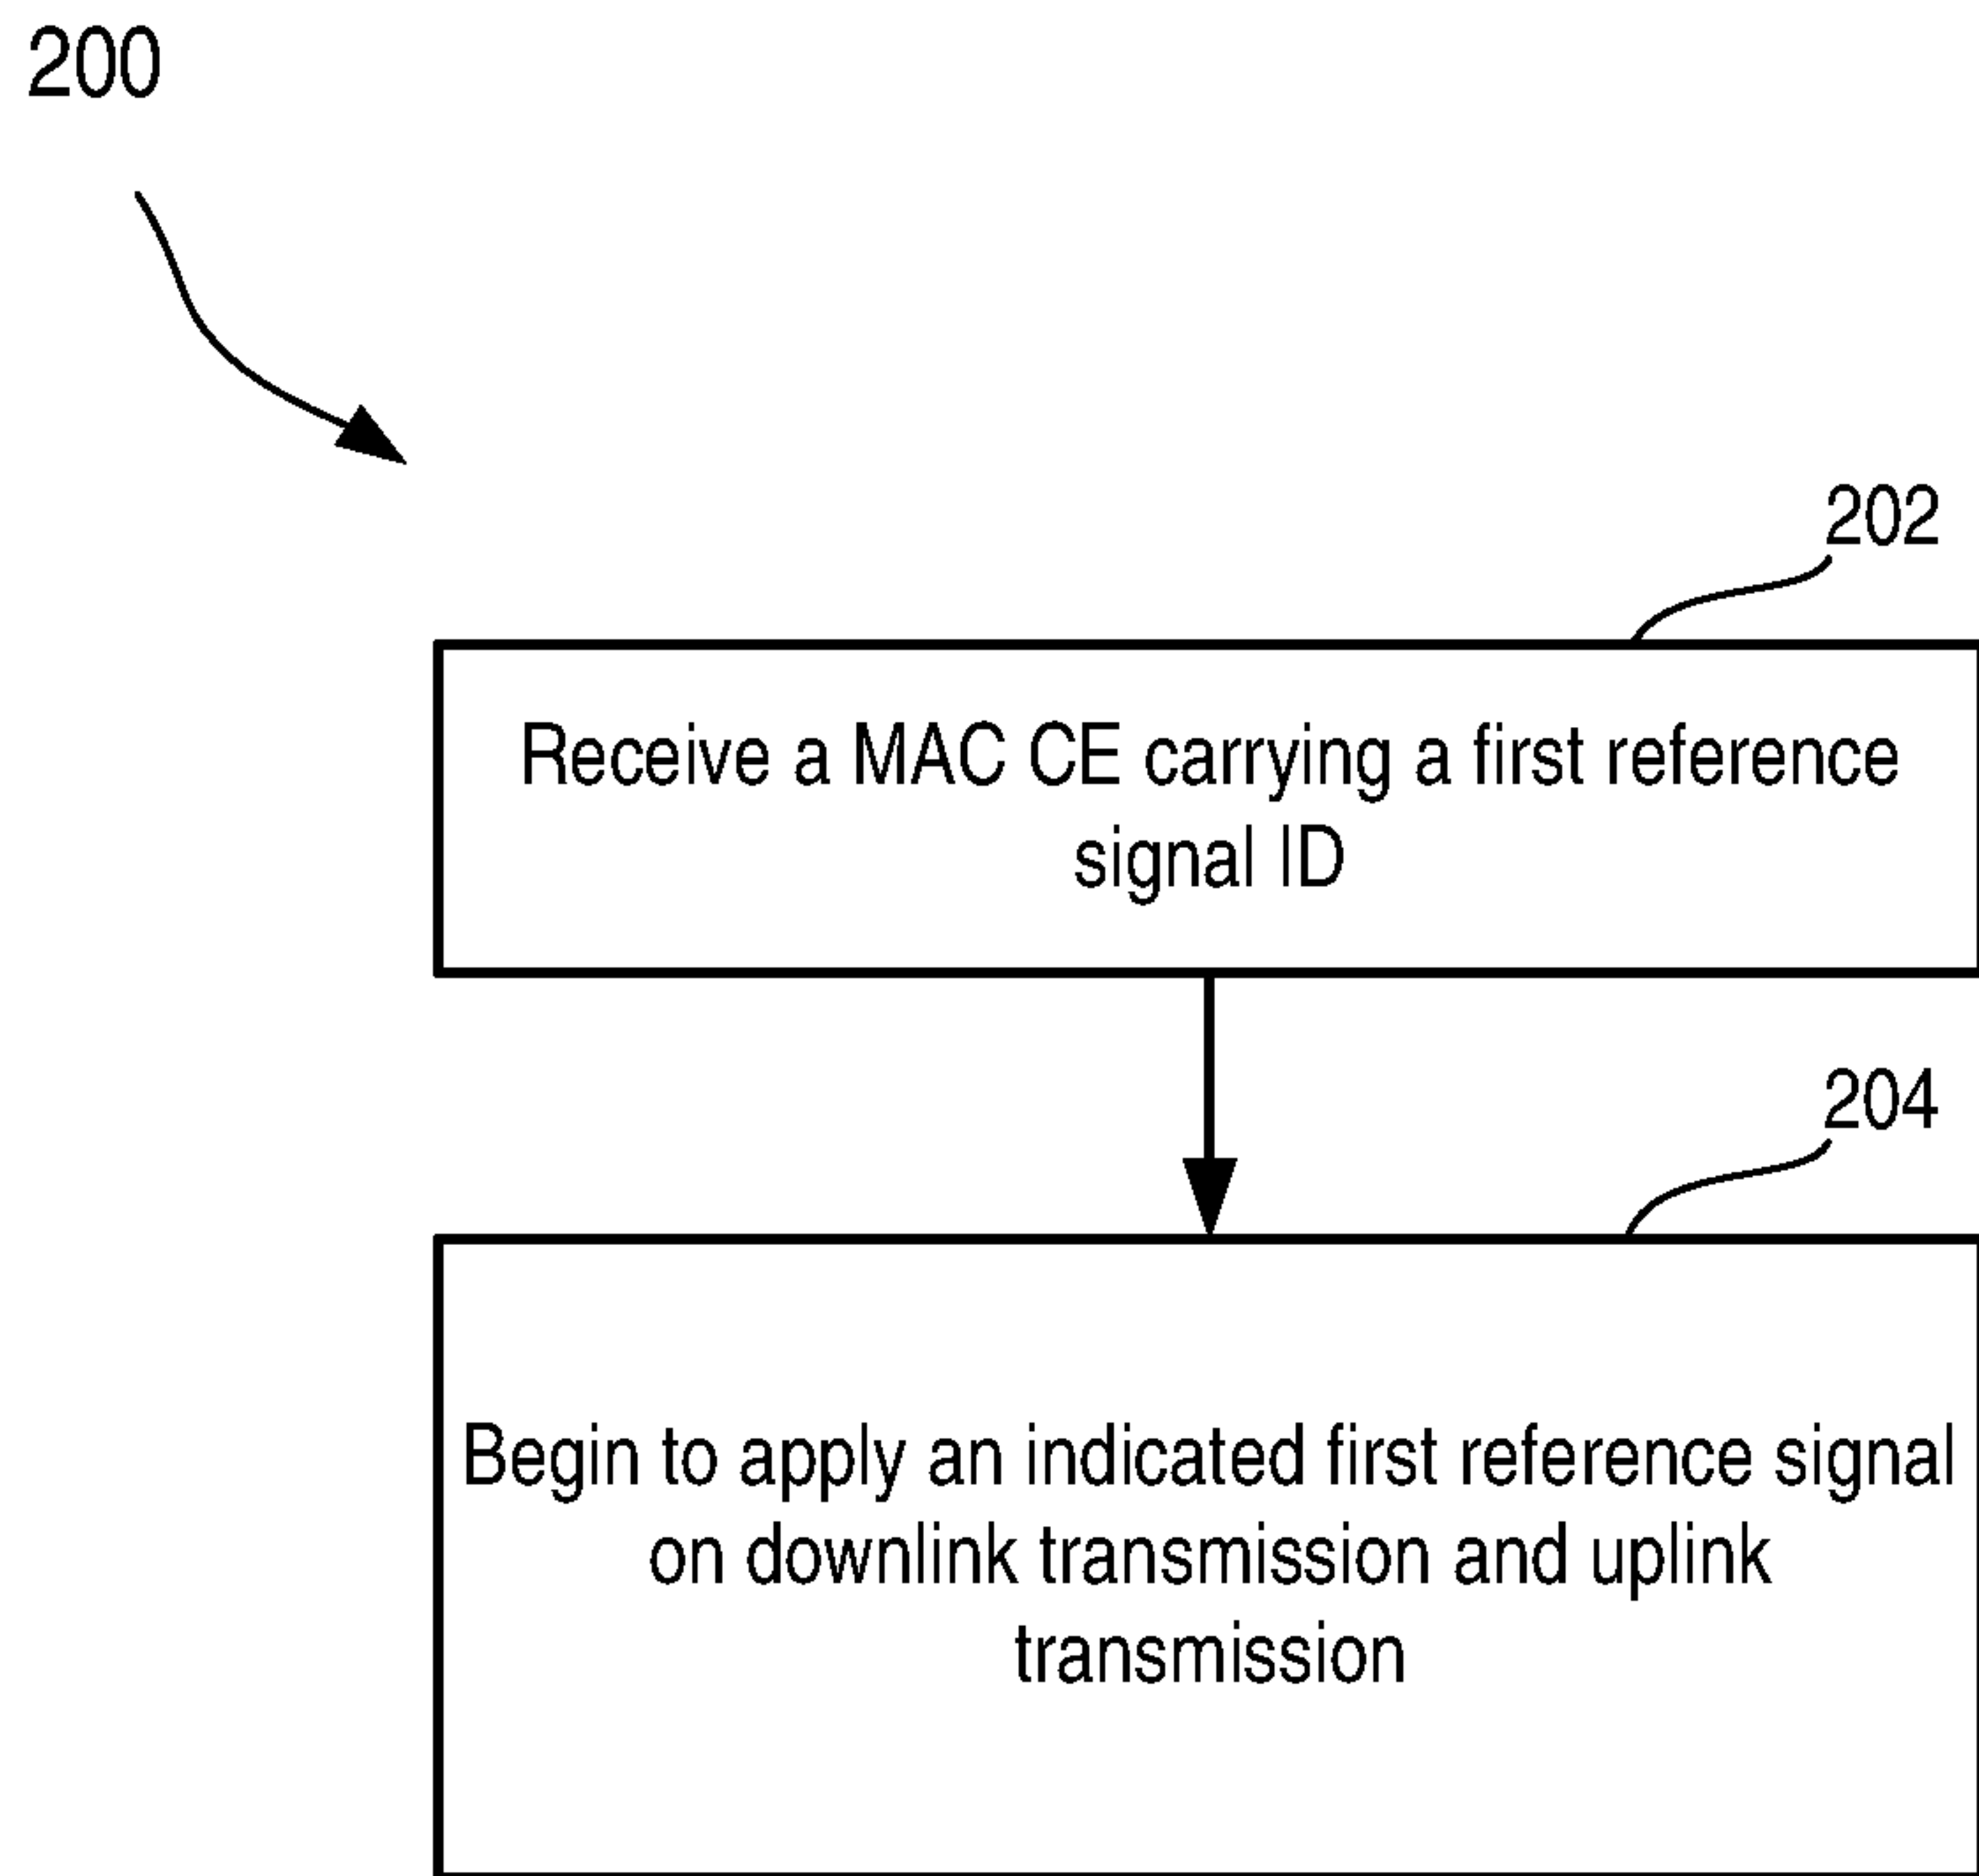 200
202
Receive a MAC CE carrying a first reference
signal ID
204
Begin to apply an indicated first reference signal
on downlink transmission and uplink
transmission